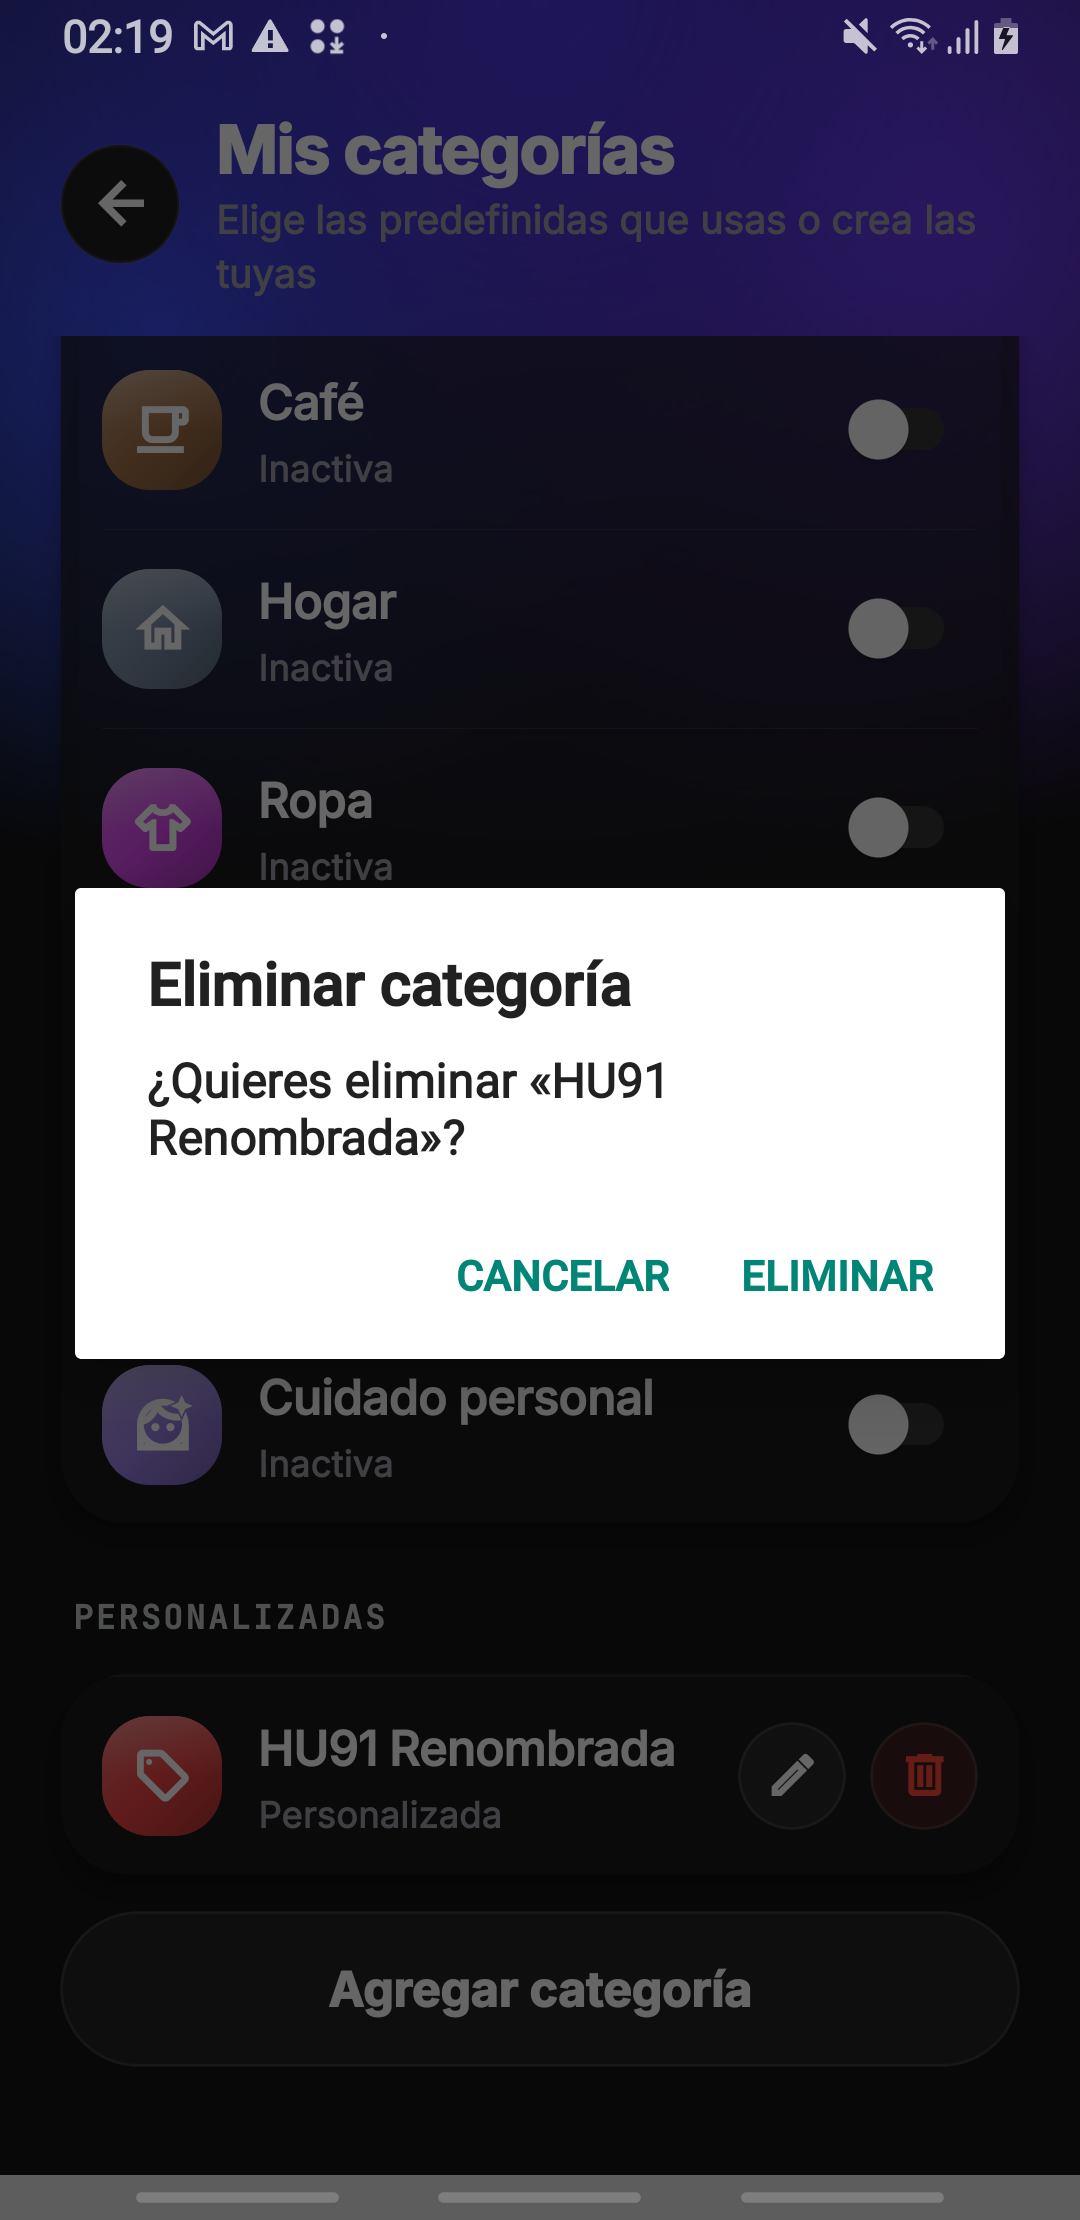 02:19
Mis categorías
Elige las predefinidas que usas o crea las
tuyas
Café
Inactiva
Hogar
Inactiva
Ropa
Inactiva
Eliminar categoría
¿Quieres eliminar «HU91
Renombrada»?
CANCELAR ELIMINAR
Cuidado personal
Inactiva
PERSONALIZADAS
HU91 Renombrada
Personalizada
Agregar categoría